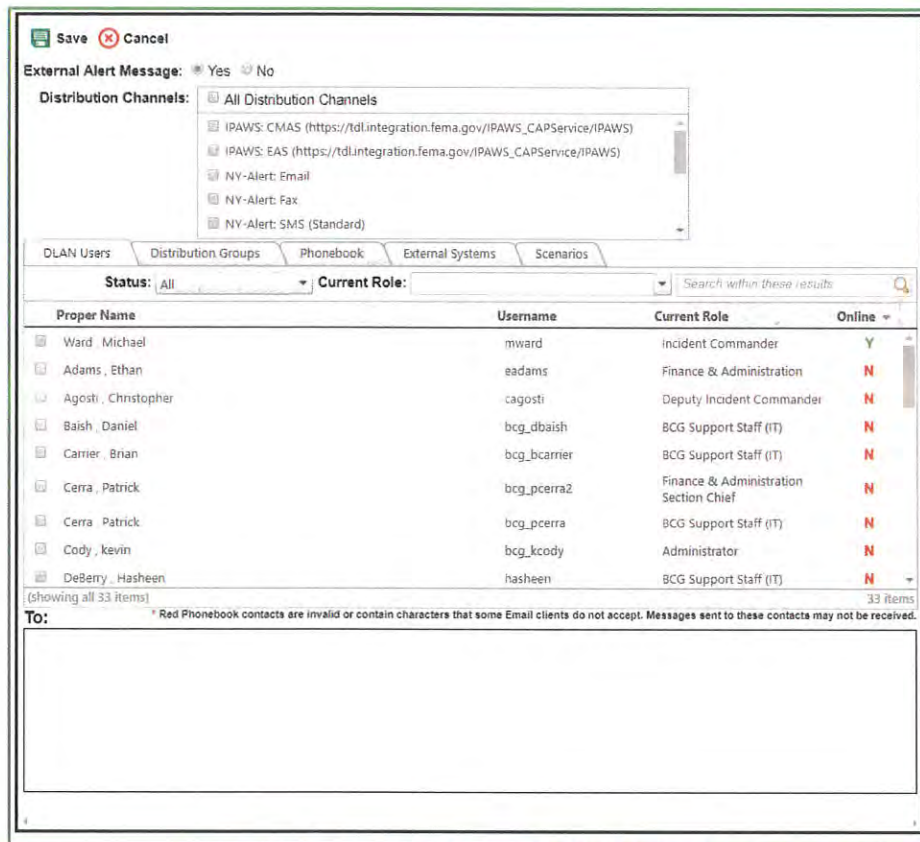 Save Cancel
External Alert Message: Yes No
Distribution Channels: All Distribution Channels
IPAWS: CMAS (https://tdl.integration.fema.gov/IPAWS_CAPService/IPAWS)
IPAWS: EAS (https://tdl.integration.fema.gov/IPAWS_CAPService/IPAWS)
NY-Alert: Email
NY-Alert: Fax
NY-Alert: SMS (Standard)
DLAN Users Distribution Groups Phonebook External Systems Scenarios
Status: All Current Role: Search within these results
Proper Name Username Current Role Online
Ward , Michael mward Incident Commander Y
Adams , Ethan eadams Finance & Administration N
Agosti , Christopher cagosti Deputy Incident Commander N
Baish , Daniel bcg_dbaish BCG Support Staff (IT) N
Carrier , Brian bcg_bcarrier BCG Support Staff (IT) N
Cerra , Patrick bcg_pcerra2 Finance & Administration Section Chief N
Cerra Patrick bcg_pcerra BCG Support Staff (IT) N
Cody , kevin bcg_kcody Administrator N
DeBerry , Hasheen hasheen BCG Support Staff (IT) N
(showing all 33 items) 33 items
To: * Red Phonebook contacts are invalid or contain characters that some Email clients do not accept. Messages sent to these contacts may not be received.